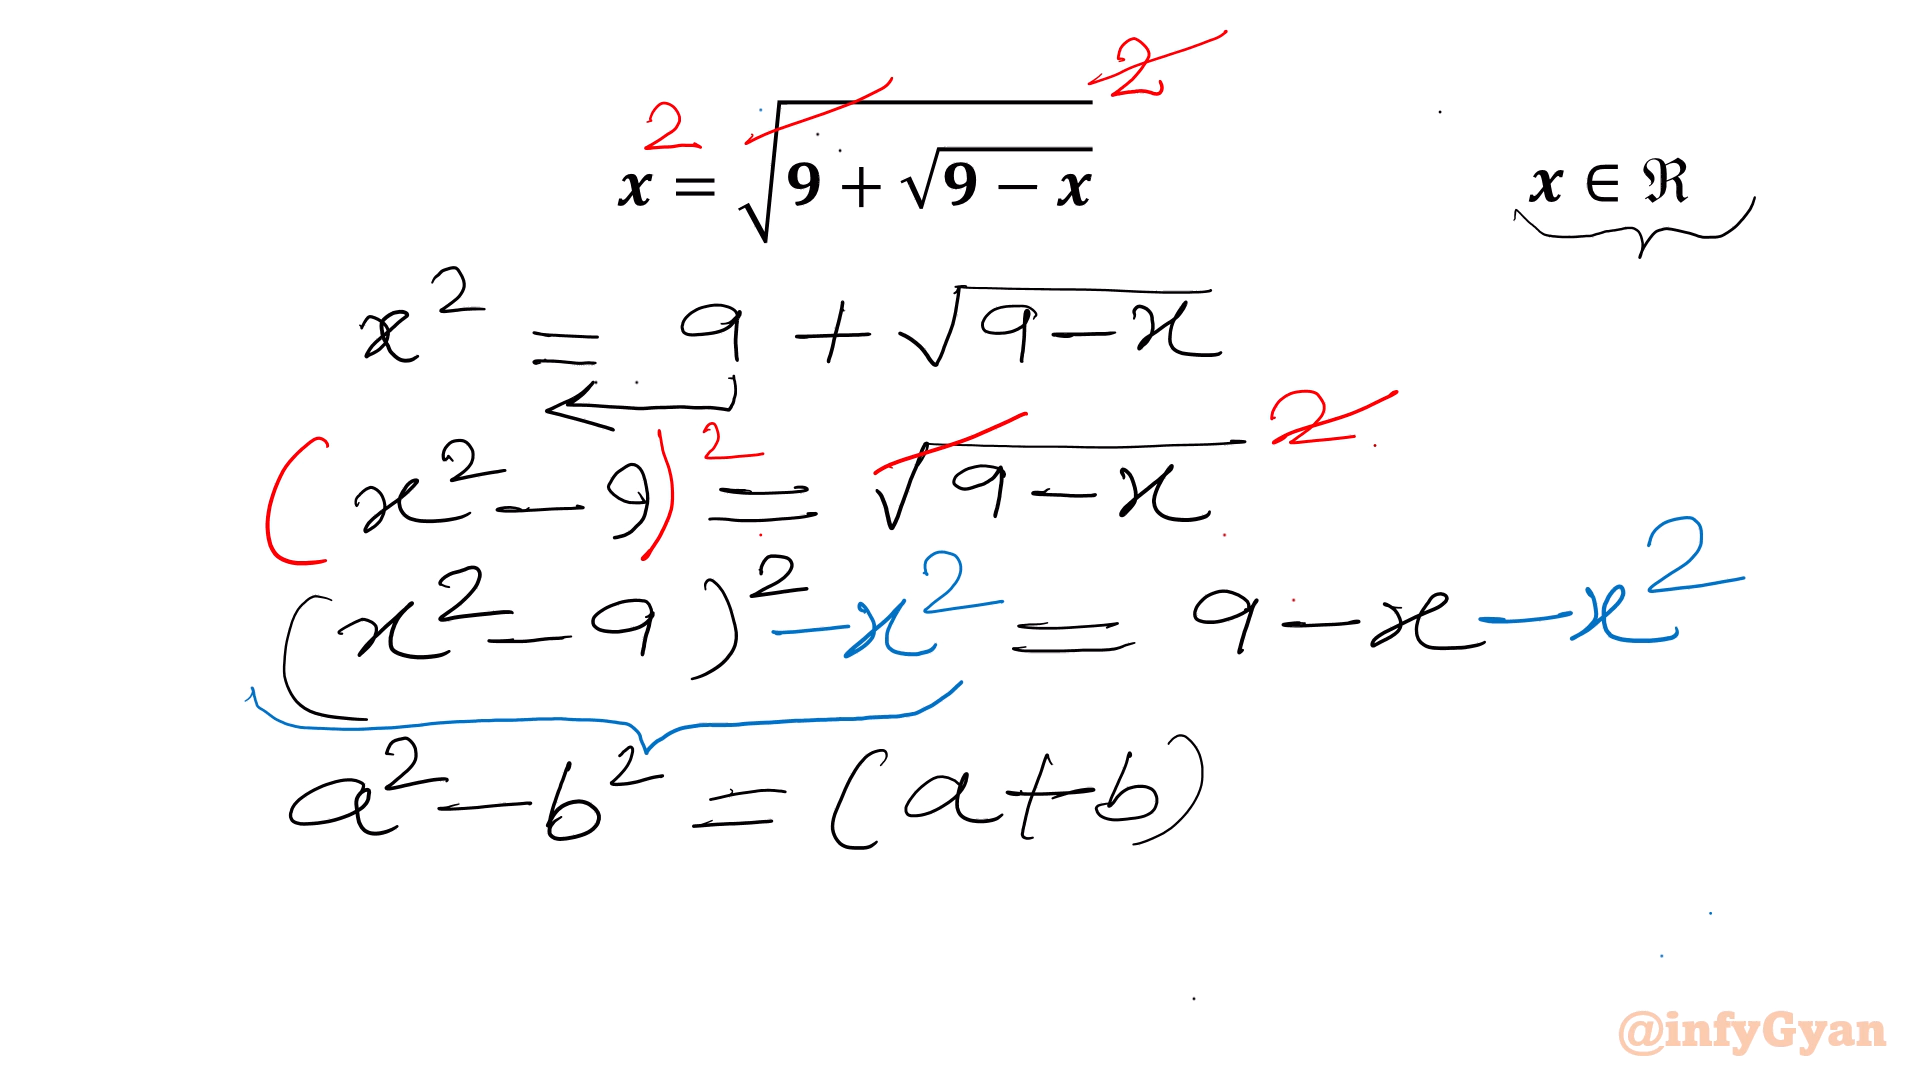 x² = √(9 + √(9 − x))² x ∈ ℜ
x² = 9 + √(9 − x)
(x² − 9)² = √(9 − x)²
(x² − 9)² − x² = 9 − x − x²
a² − b² = (a + b)
@infyGyan